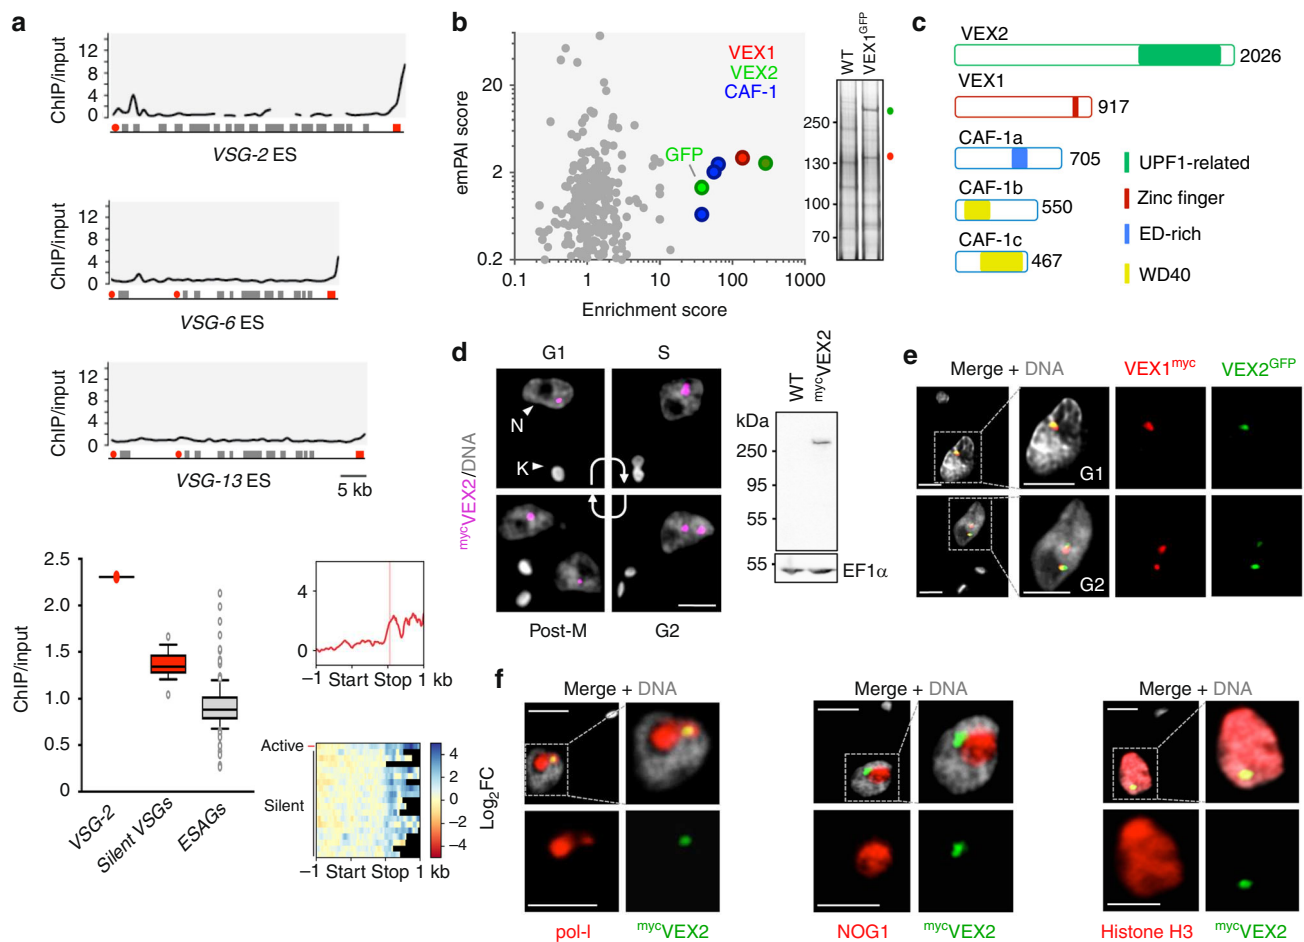 a
ChIP/input
12
8
4
0
VSG-2 ES
ChIP/input
12
8
4
0
VSG-6 ES
ChIP/input
12
8
4
0
VSG-13 ES
5 kb
ChIP/input
2.5
2.0
1.5
1.0
0.5
0
VSG-2
Silent VSGs
ESAGs
4
0
–1 Start Stop 1 kb
Active
Silent
4
2
0
–2
–4
Log2FC
–1 Start Stop 1 kb
b
emPAI score
20
2
0.2
0.1
1
10
100
1000
Enrichment score
VEX1
VEX2
CAF-1
GFP
WT
VEX1GFP
250
130
100
70
c
VEX2
2026
VEX1
917
CAF-1a
705
CAF-1b
550
CAF-1c
467
UPF1-related
Zinc finger
ED-rich
WD40
d
G1
S
N
K
mycVEX2/DNA
Post-M
G2
WT
mycVEX2
kDa
250
95
55
55
EF1α
e
Merge + DNA
VEX1myc
VEX2GFP
G1
G2
f
Merge + DNA
pol-I
mycVEX2
Merge + DNA
NOG1
mycVEX2
Merge + DNA
Histone H3
mycVEX2